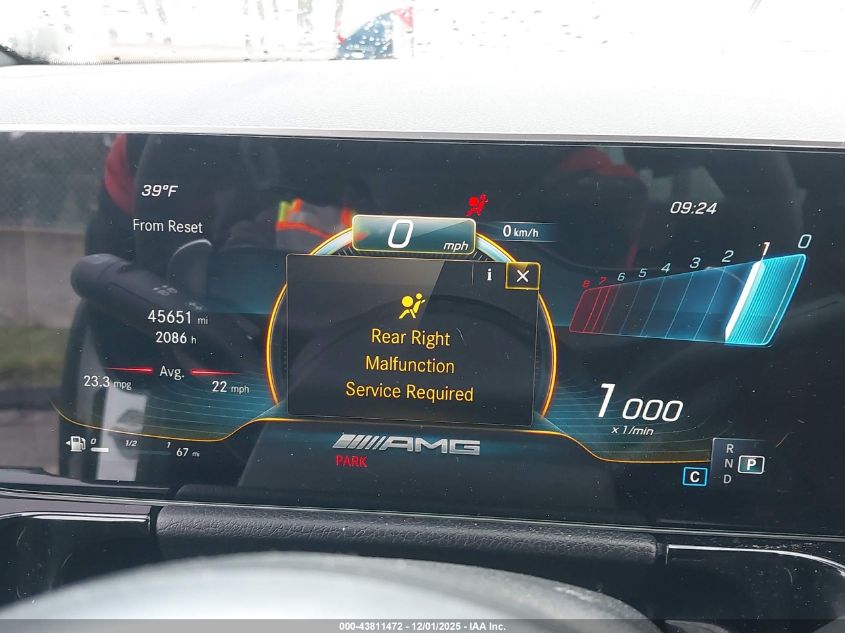 39°F
09:24
From Reset
0 mph
0 km/h
8 7 6 5 4 3 2 1 0
i X
Rear Right
Malfunction
Service Required
45651 mi
2086 h
Avg.
23.3 mpg
22 mph
1 000
x 1/min
0 1/2 1
67 mi
AMG
PARK
R
N P
D
C
000-43811472 - 12/01/2025 - IAA Inc.